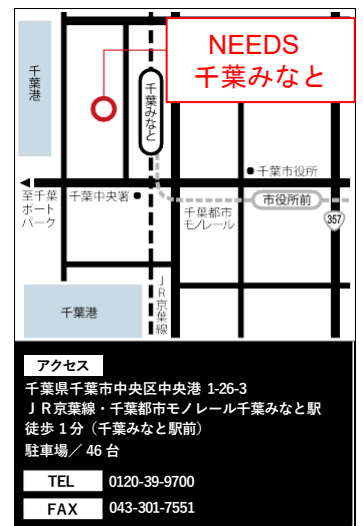 NEEDS
千葉みなと
千葉港
千葉みなと
千葉市役所
至千葉
ポート
パーク
千葉中央署
市役所前
千葉都市
モノレール
357
JR京葉線
千葉港
アクセス
千葉県千葉市中央区中央港 1-26-3
ＪＲ京葉線・千葉都市モノレール千葉みなと駅
徒歩１分（千葉みなと駅前）
駐車場／ 46 台
TEL 0120-39-9700
FAX 043-301-7551